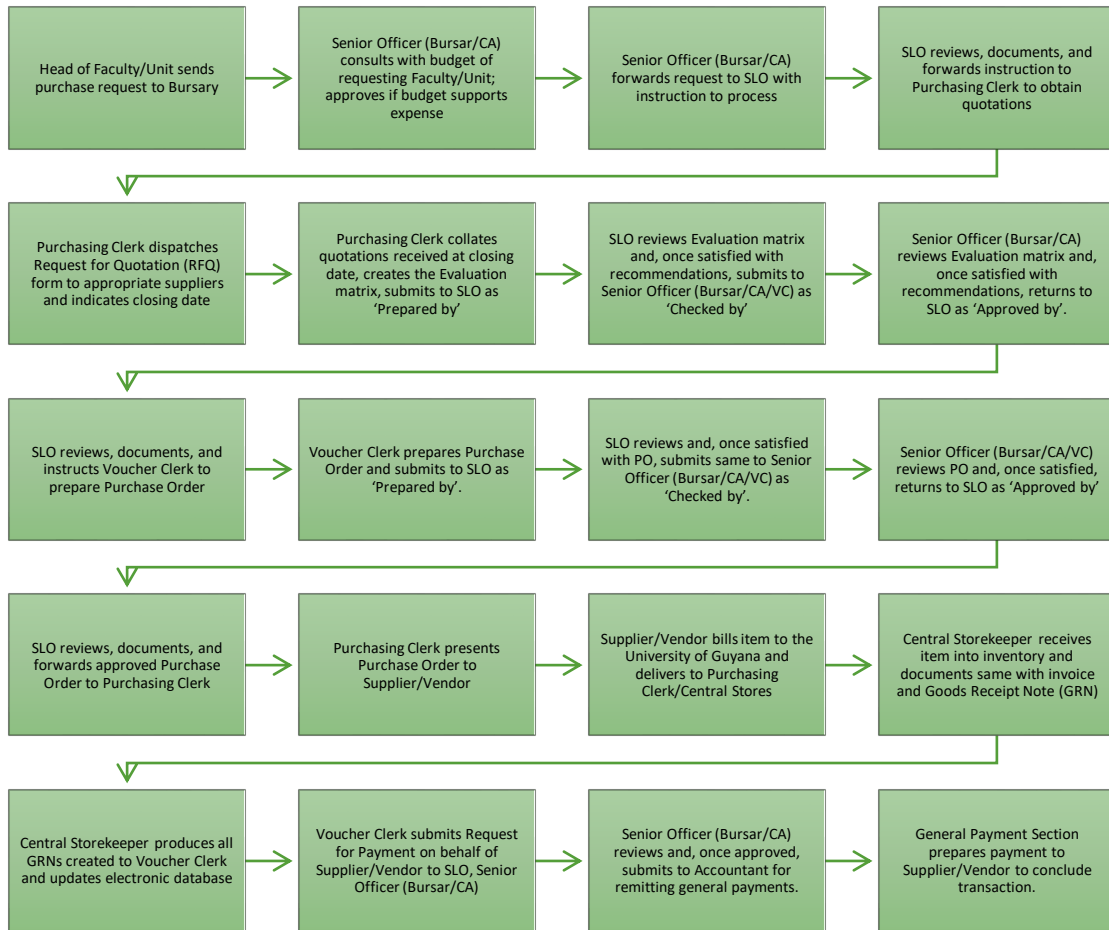 Head of Faculty/Unit sends
purchase request to Bursary
Senior Officer (Bursar/CA)
consults with budget of
requesting Faculty/Unit;
approves if budget supports
expense
Senior Officer (Bursar/CA)
forwards request to SLO with
instruction to process
SLO reviews, documents, and
forwards instruction to
Purchasing Clerk to obtain
quotations
Purchasing Clerk dispatches
Request for Quotation (RFQ)
form to appropriate suppliers
and indicates closing date
Purchasing Clerk collates
quotations received at closing
date, creates the Evaluation
matrix, submits to SLO as
‘Prepared by’
SLO reviews Evaluation matrix
and, once satisfied with
recommendations, submits to
Senior Officer (Bursar/CA/VC) as
‘Checked by’
Senior Officer (Bursar/CA)
reviews Evaluation matrix and,
once satisfied with
recommendations, returns to
SLO as ‘Approved by’.
SLO reviews, documents, and
instructs Voucher Clerk to
prepare Purchase Order
Voucher Clerk prepares Purchase
Order and submits to SLO as
‘Prepared by’.
SLO reviews and, once satisfied
with PO, submits same to Senior
Officer (Bursar/CA/VC) as
‘Checked by’.
Senior Officer (Bursar/CA/VC)
reviews PO and, once satisfied,
returns to SLO as ‘Approved by’
SLO reviews, documents, and
forwards approved Purchase
Order to Purchasing Clerk
Purchasing Clerk presents
Purchase Order to
Supplier/Vendor
Supplier/Vendor bills item to the
University of Guyana and
delivers to Purchasing
Clerk/Central Stores
Central Storekeeper receives
item into inventory and
documents same with invoice
and Goods Receipt Note (GRN)
Central Storekeeper produces all
GRNs created to Voucher Clerk
and updates electronic database
Voucher Clerk submits Request
for Payment on behalf of
Supplier/Vendor to SLO, Senior
Officer (Bursar/CA)
Senior Officer (Bursar/CA)
reviews and, once approved,
submits to Accountant for
remitting general payments.
General Payment Section
prepares payment to
Supplier/Vendor to conclude
transaction.